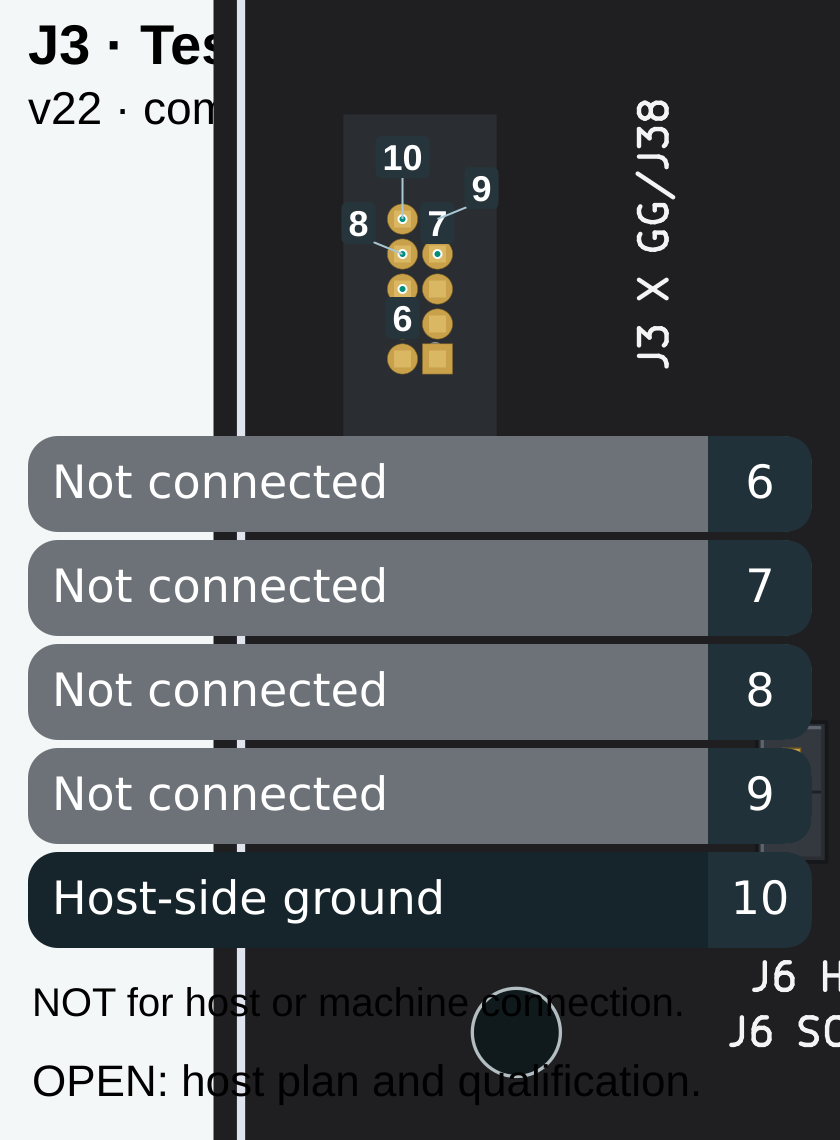 J3 · Tes
v22 · com
10
9
8
7
6
J3 X GG/J38
Not connected 6
Not connected 7
Not connected 8
Not connected 9
Host-side ground 10
J6 H
NOT for host or machine connection.
J6 SO
OPEN: host plan and qualification.